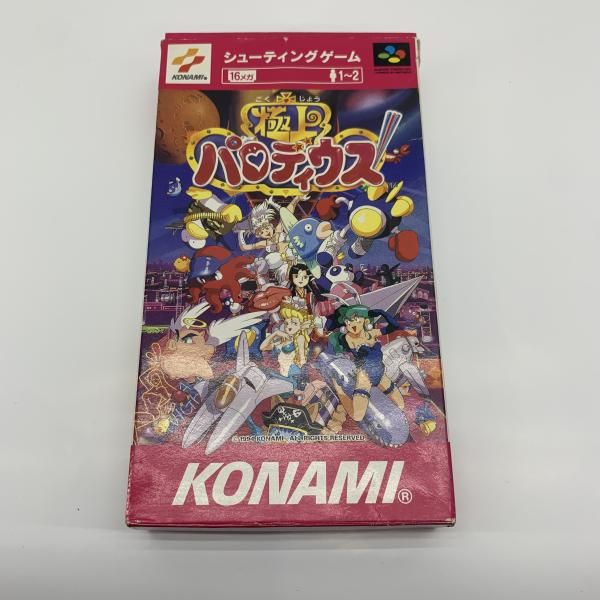 KONAMI®
シューティングゲーム
16メガ 1~2
ごく じょう
極上
パロディウス
© 1994 KONAMI, ALL RIGHTS RESERVED.
KONAMI®